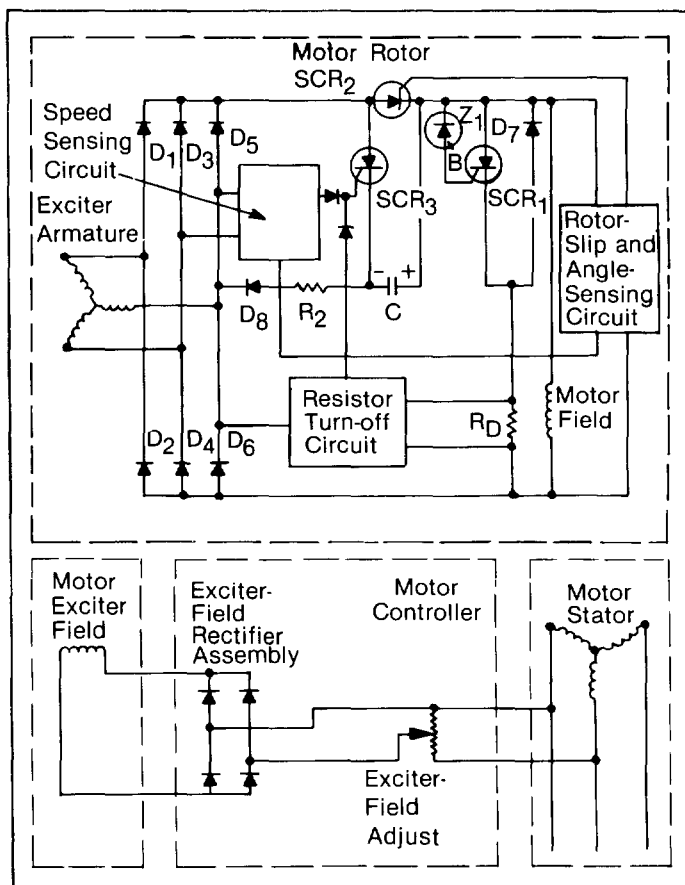 Motor Rotor
SCR2
Speed
Sensing
Circuit
D1
D3
D5
Z1
D7
B
SCR3
SCR1
Exciter
Armature
Rotor-
Slip and
Angle-
Sensing
Circuit
- +
D8
R2
C
Resistor
Turn-off
Circuit
RD
Motor
Field
D2
D4
D6
Motor
Exciter
Field
Exciter-
Field
Rectifier
Assembly
Motor
Controller
Exciter-
Field
Adjust
Motor
Stator